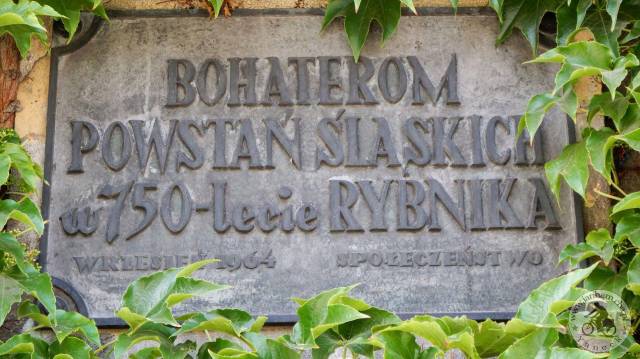 BOHATEROM
POWSTAŃ ŚLĄSKICH
w 750-lecie RYBNIKA
WRZESIEŃ 1964 SPOŁECZEŃSTWO